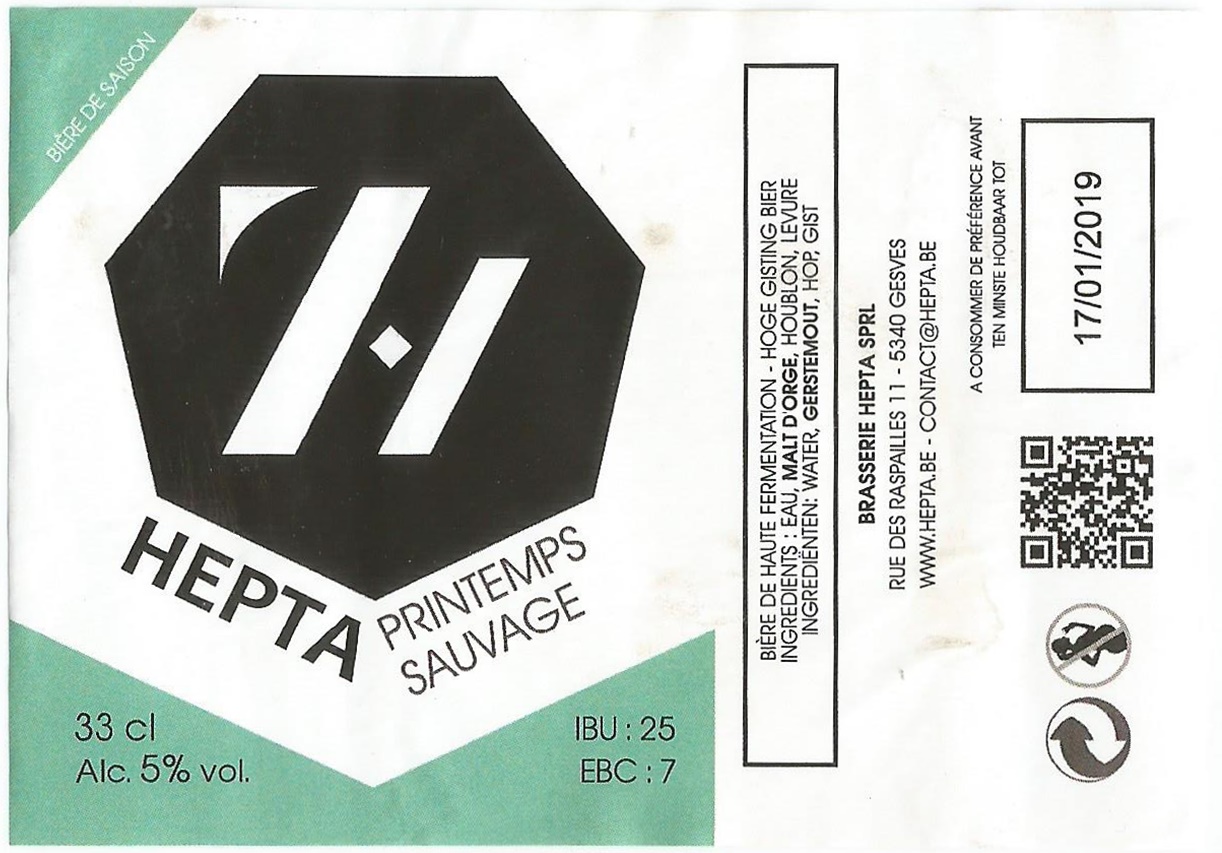 BIÈRE DE SAISON
HEPTA
PRINTEMPS
SAUVAGE
33 cl
Alc. 5% vol.
IBU : 25
EBC : 7
BIÈRE DE HAUTE FERMENTATION - HOGE GISTING BIER
INGREDIENTS : EAU, MALT D'ORGE, HOUBLON, LEVURE
INGREDIËNTEN: WATER, GERSTEMOUT, HOP, GIST
BRASSERIE HEPTA SPRL
RUE DES RASPAILLES 11 - 5340 GESVES
WWW.HEPTA.BE - CONTACT@HEPTA.BE
A CONSOMMER DE PRÉFÉRENCE AVANT
TEN MINSTE HOUDBAAR TOT
17/01/2019